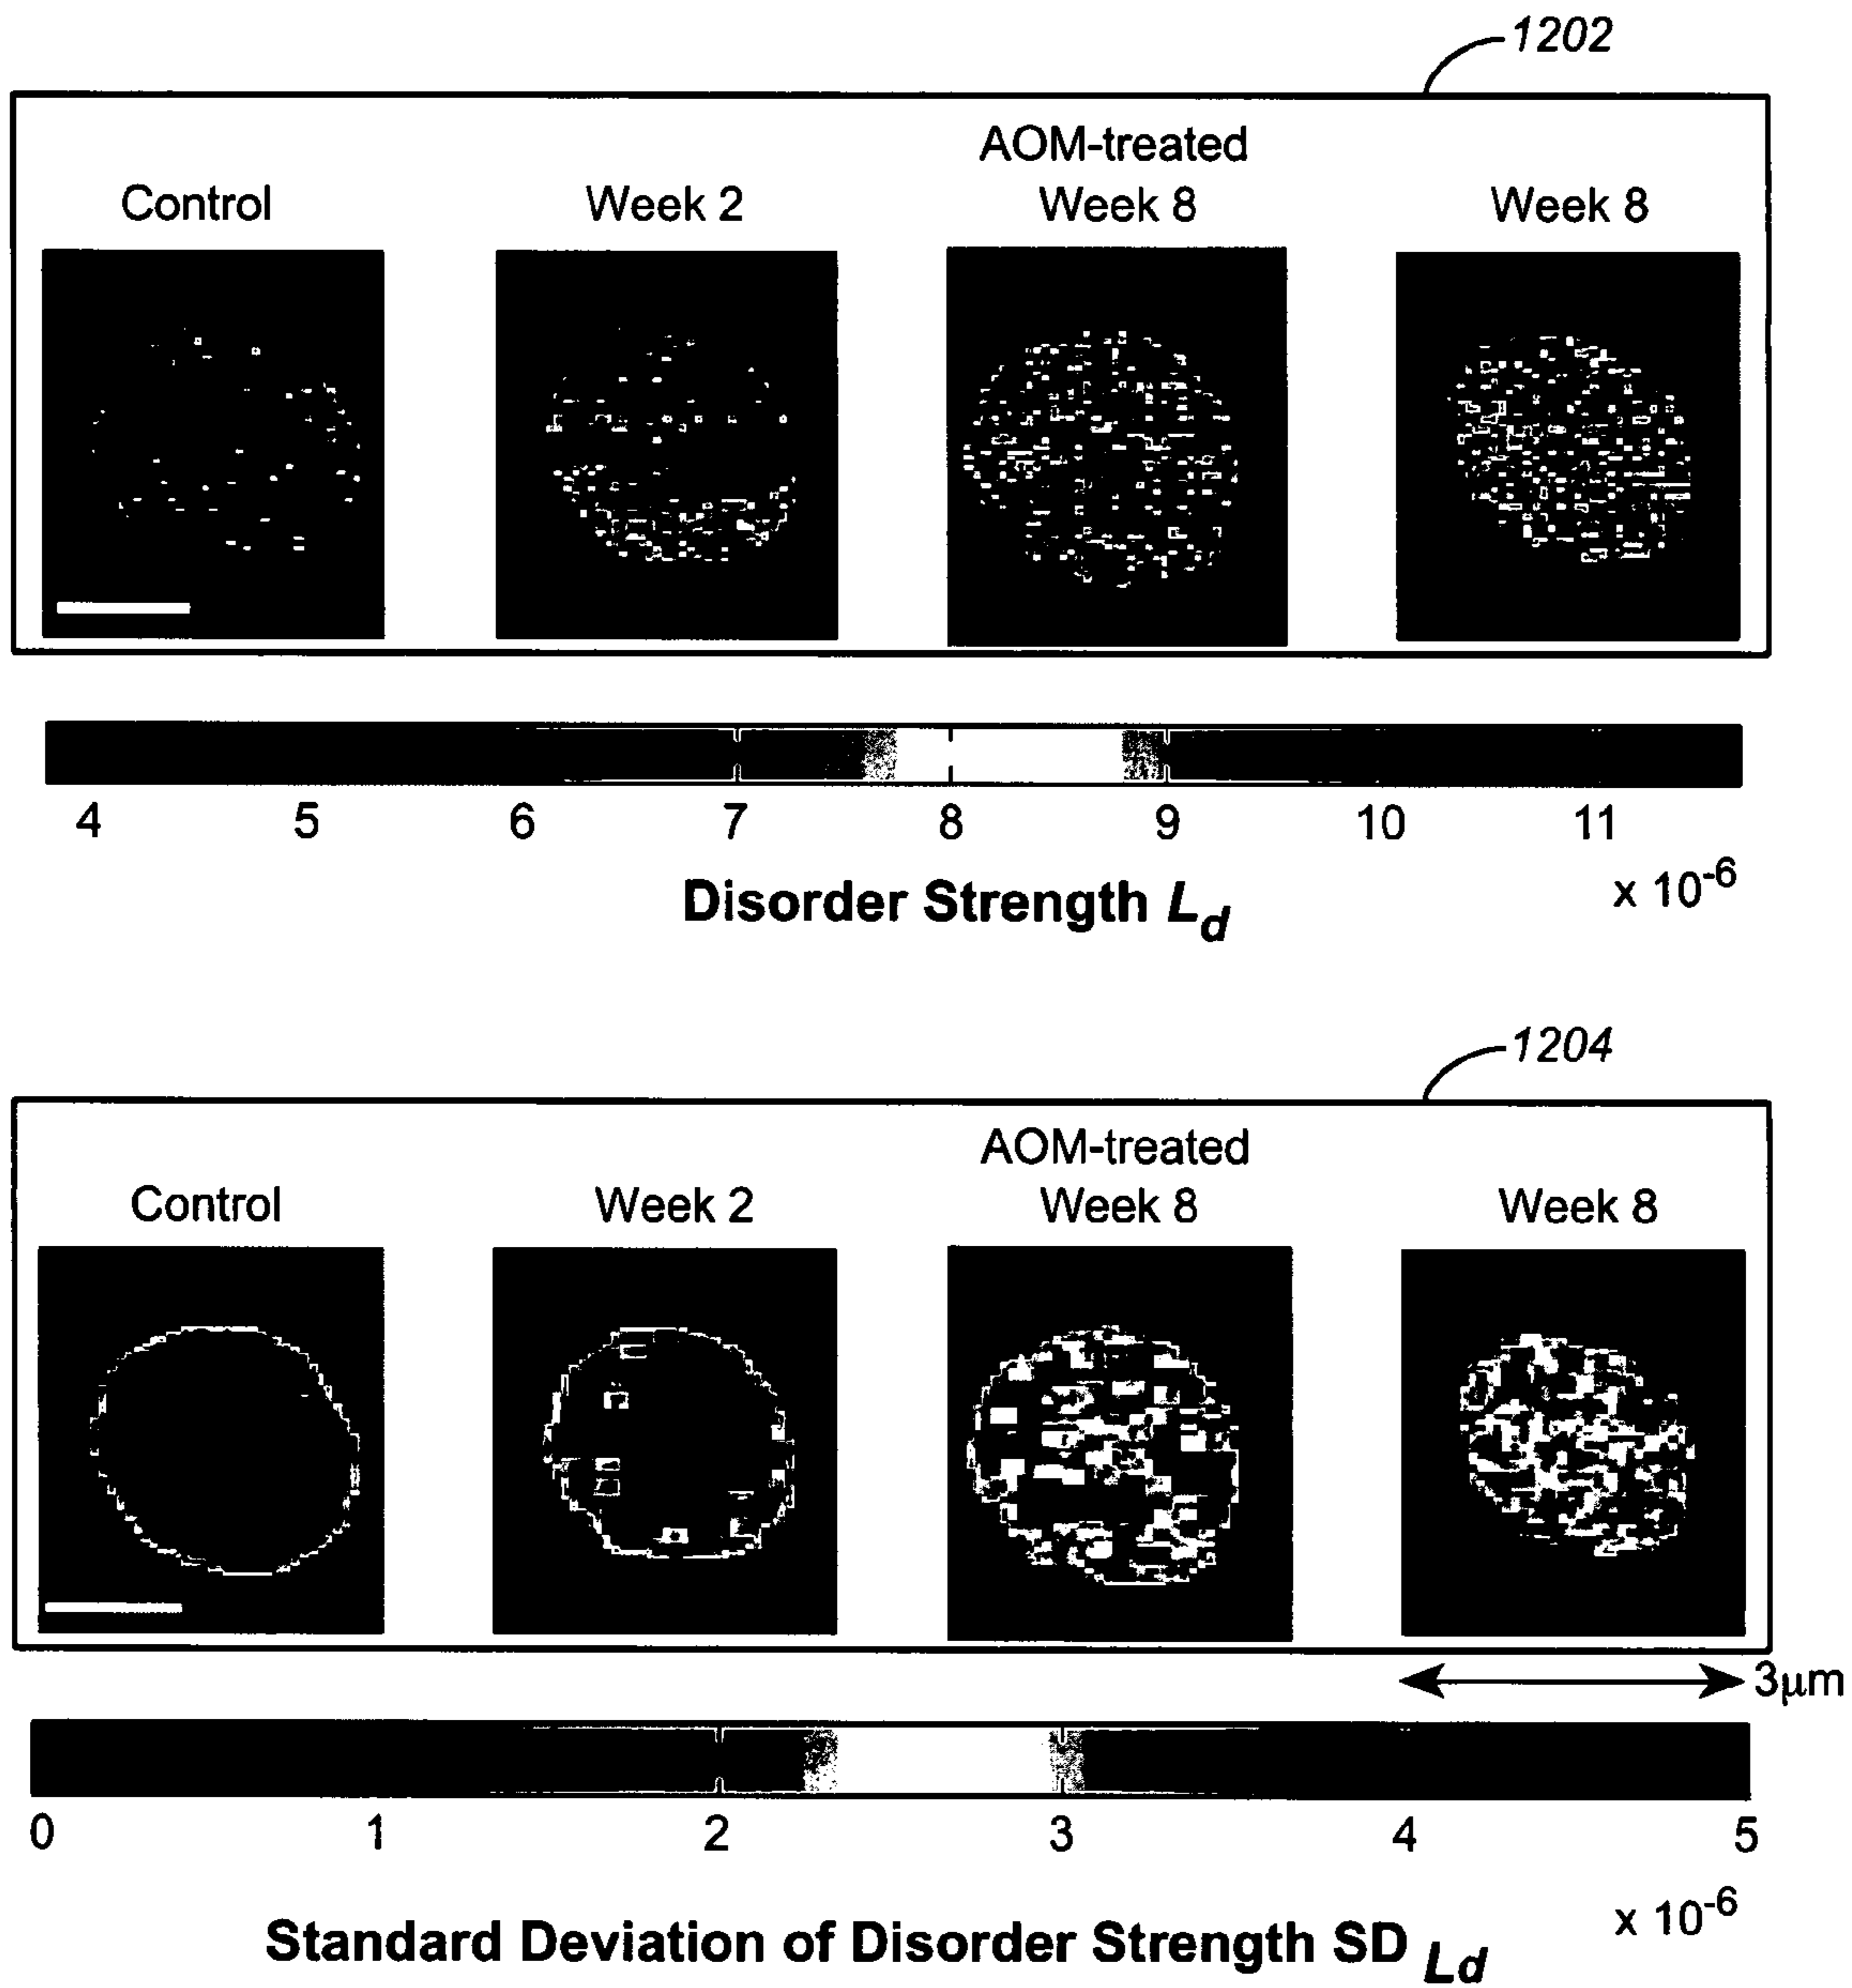 1202
AOM-treated
Control Week 2 Week 8 Week 8
4 5 6 7 8 9 10 11
x 10-6
Disorder Strength Ld
1204
AOM-treated
Control Week 2 Week 8 Week 8
3μm
0 1 2 3 4 5
x 10-6
Standard Deviation of Disorder Strength SD Ld